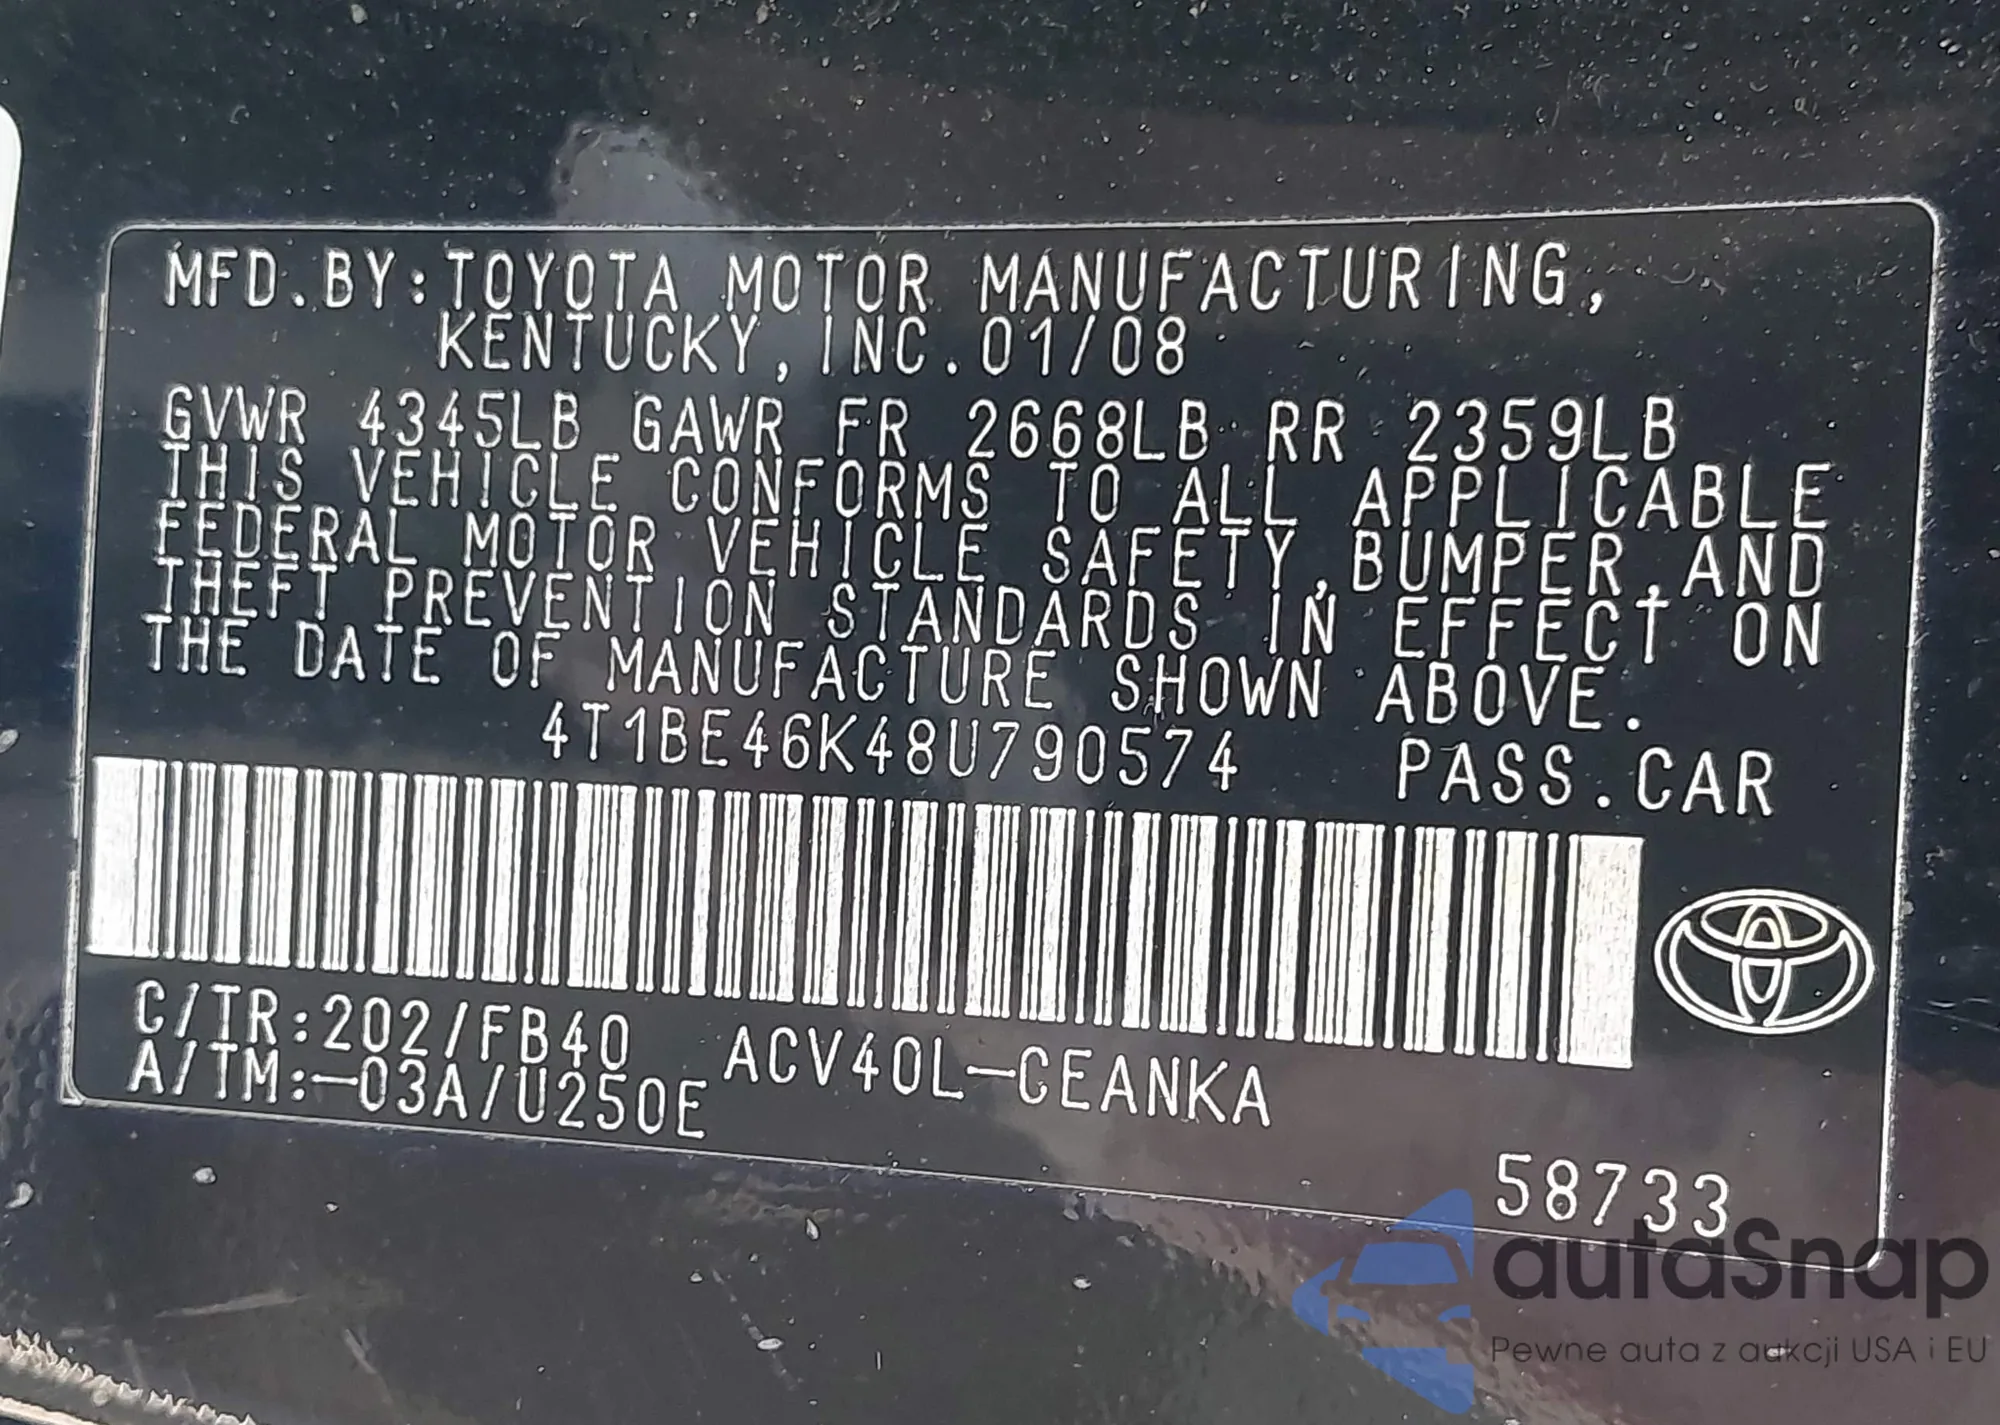 MFD.BY:TOYOTA MOTOR MANUFACTURING,
KENTUCKY,INC.01/08
GVWR 4345LB GAWR FR 2668LB RR 2359LB
THIS VEHICLE CONFORMS TO ALL APPLICABLE
FEDERAL MOTOR VEHICLE SAFETY,BUMPER,AND
THEFT PREVENTION STANDARDS IN EFFECT ON
THE DATE OF MANUFACTURE SHOWN ABOVE.
4T1BE46K48U790574 PASS.CAR
C/TR:202/FB40 ACV40L-CEANKA
A/TM:-03A/U250E
58733
autaSnap
Pewne auta z aukcji USA i EU